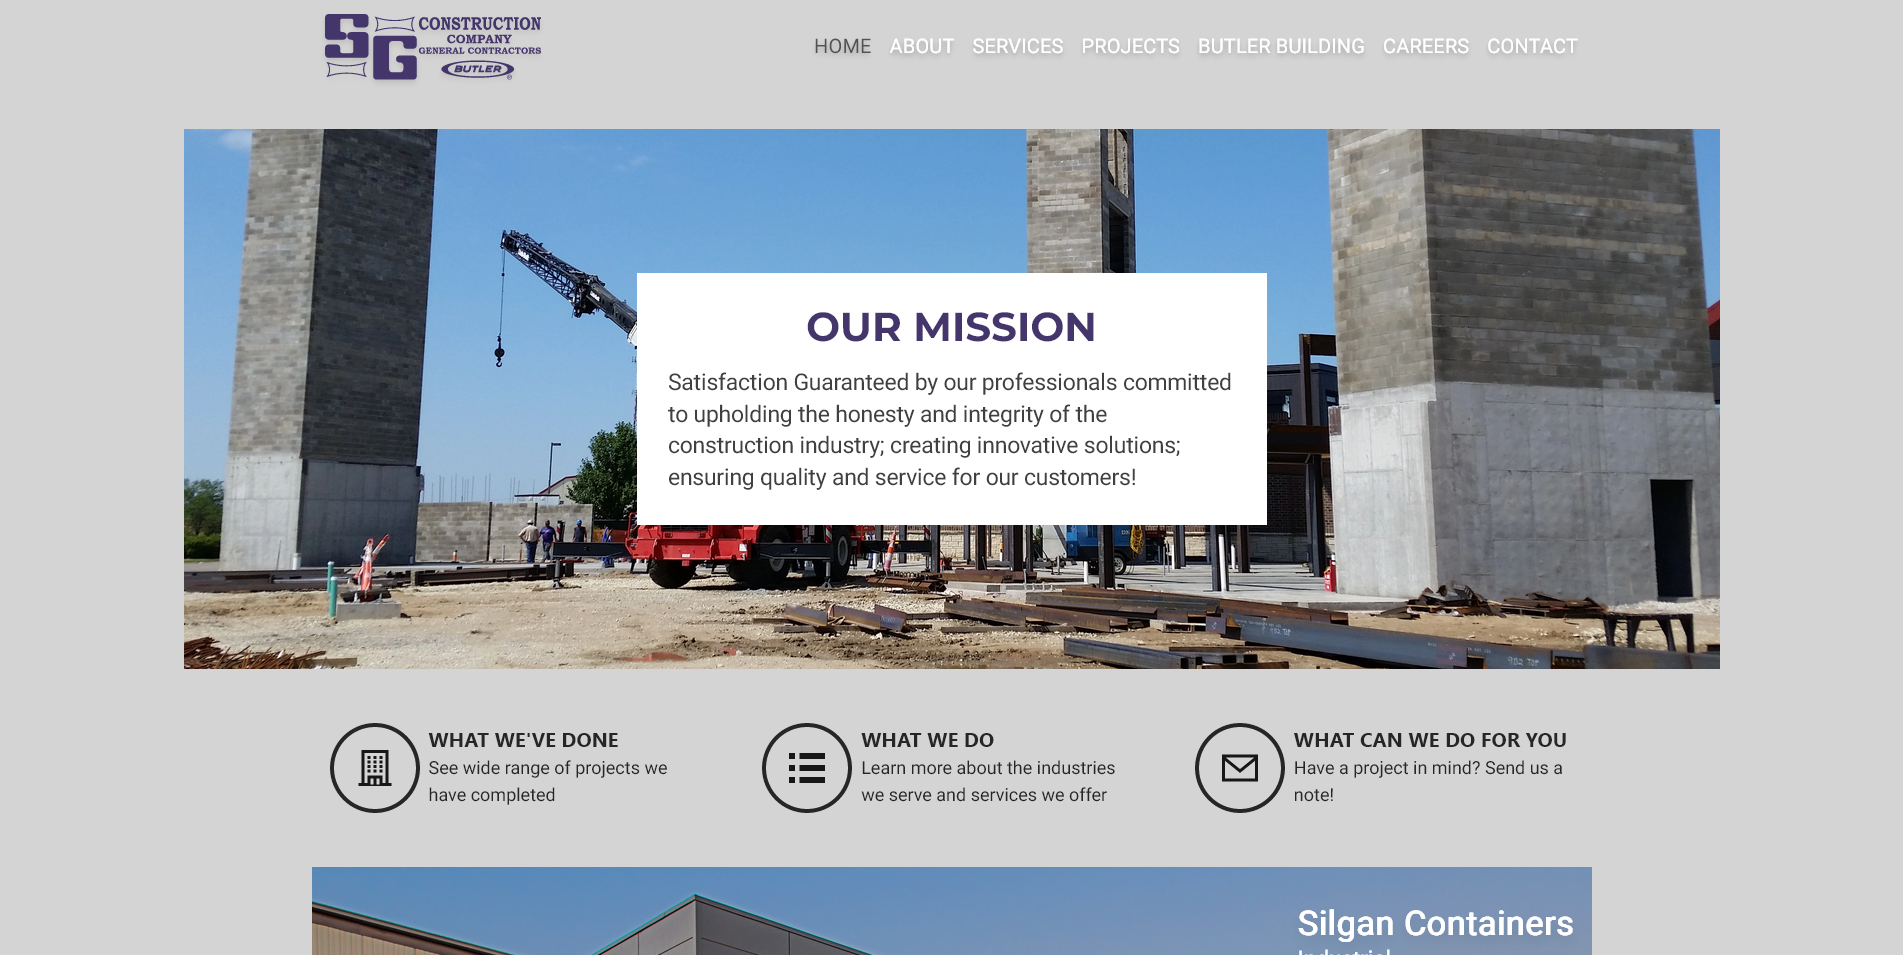 SG CONSTRUCTION
COMPANY
GENERAL CONTRACTORS
BUTLER®
HOME ABOUT SERVICES PROJECTS BUTLER BUILDING CAREERS CONTACT
OUR MISSION
Satisfaction Guaranteed by our professionals committed
to upholding the honesty and integrity of the
construction industry; creating innovative solutions;
ensuring quality and service for our customers!
WHAT WE'VE DONE
See wide range of projects we
have completed
WHAT WE DO
Learn more about the industries
we serve and services we offer
WHAT CAN WE DO FOR YOU
Have a project in mind? Send us a
note!
Silgan Containers
Industrial